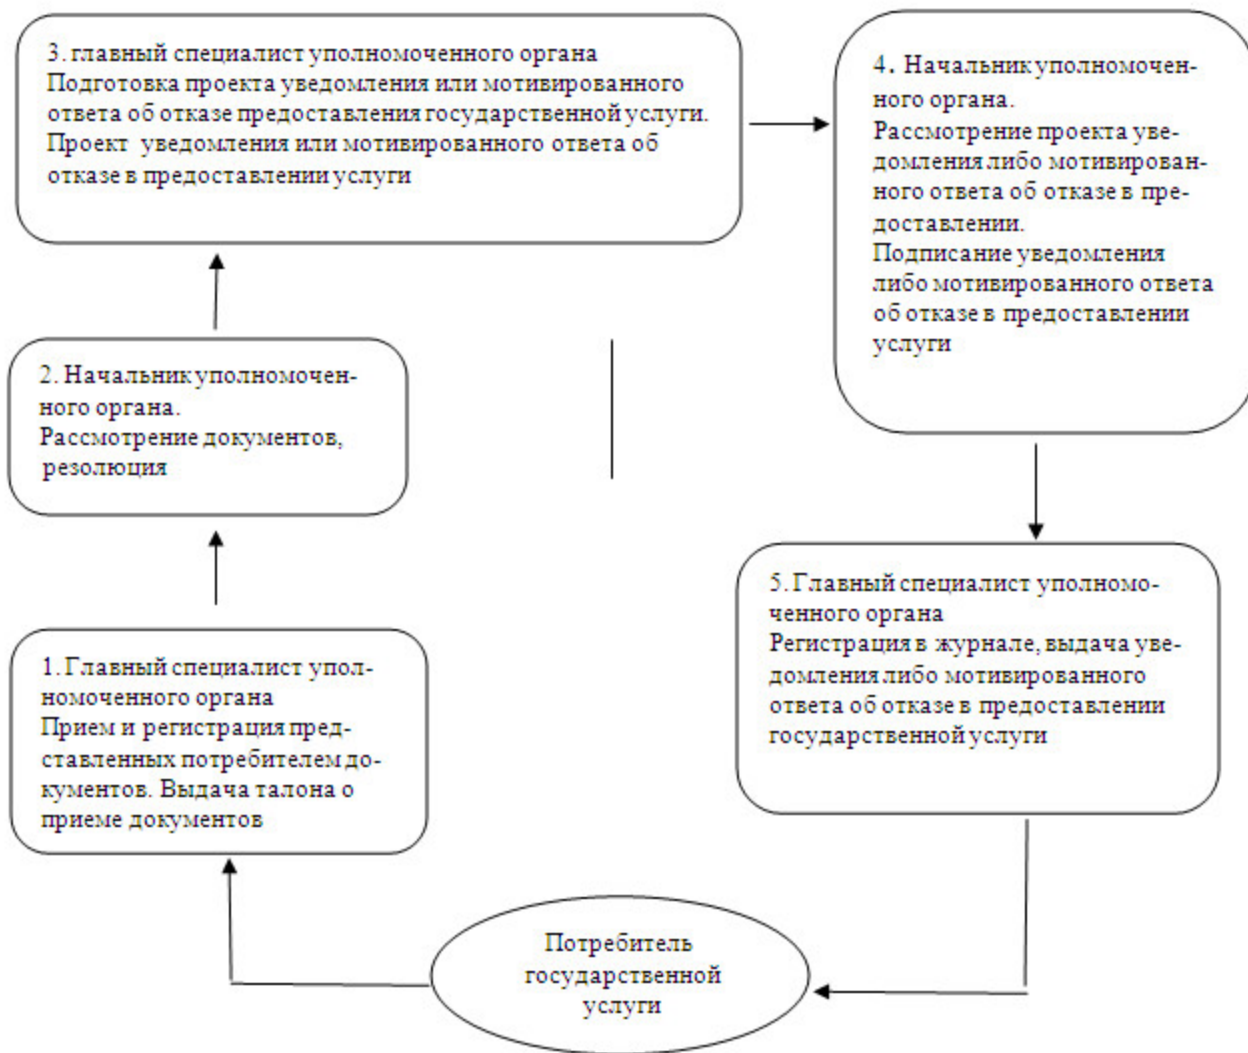 3. главный специалист уполномоченного органа
Подготовка проекта уведомления или мотивированного
ответа об отказе предоставления государственной услуги.
Проект уведомления или мотивированного ответа об
отказе в предоставлении услуги
4. Начальник уполномочен-
ного органа.
Рассмотрение проекта уве-
домления либо мотивирован-
ного ответа об отказе в пре-
доставлении.
Подписание уведомления
либо мотивированного ответа
об отказе в предоставлении
услуги
2. Начальник уполномочен-
ного органа.
Рассмотрение документов,
резолюция
5. Главный специалист уполномо-
ченного органа
Регистрация в журнале, выдача уве-
домления либо мотивированного
ответа об отказе в предоставлении
государственной услуги
1. Главный специалист упол-
номоченного органа
Прием и регистрация пред-
ставленных потребителем до-
кументов. Выдача талона о
приеме документов
Потребитель
государственной
услуги